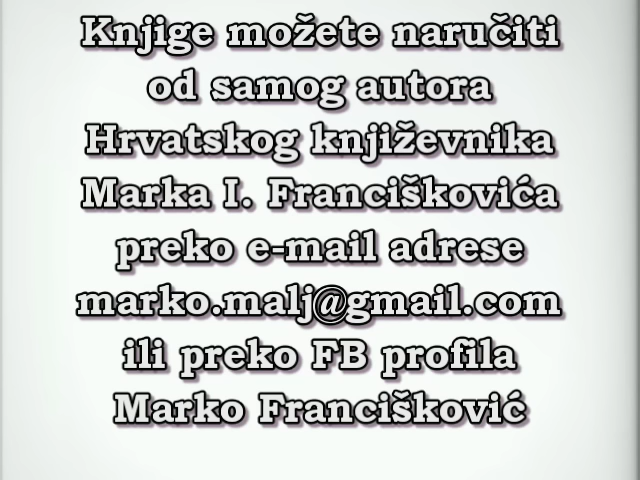 Knjige možete naručiti
od samog autora
Hrvatskog književnika
Marka I. Franciškovića
preko e-mail adrese
marko.malj@gmail.com
ili preko FB profila
Marko Francišković